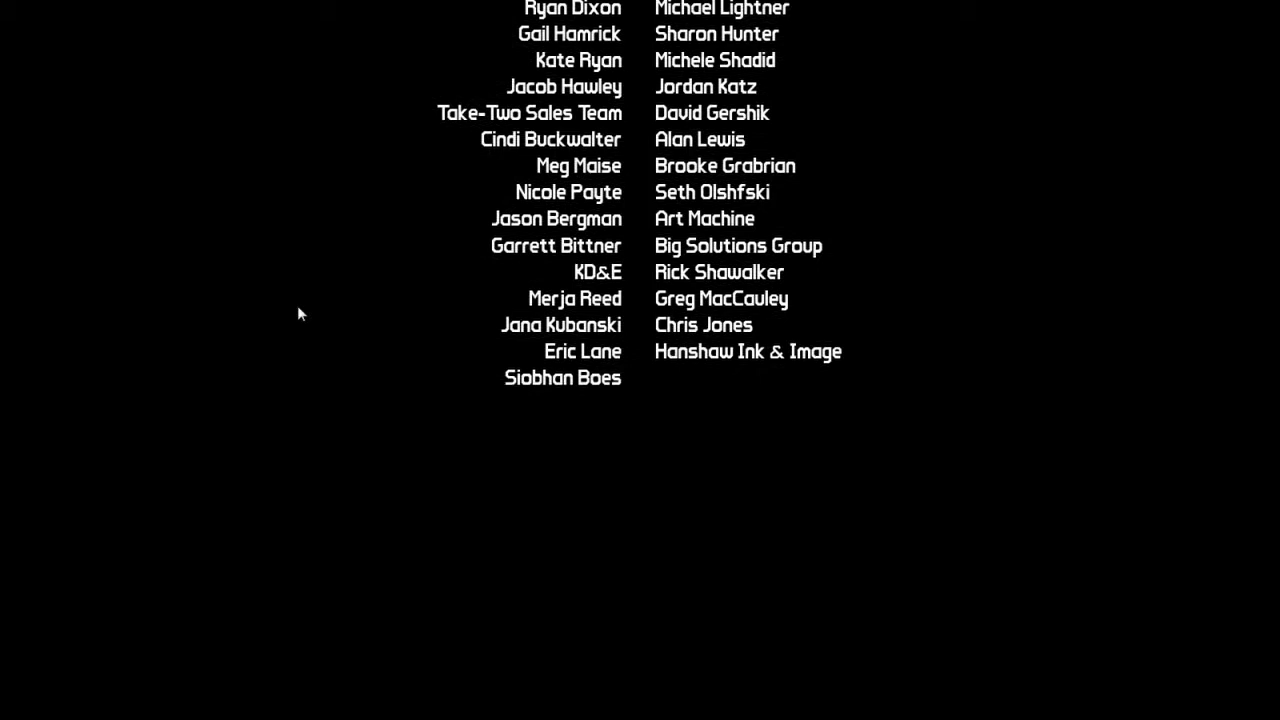 Ryan Dixon Michael Lightner
Gail Hamrick Sharon Hunter
Kate Ryan Michele Shadid
Jacob Hawley Jordan Katz
Take-Two Sales Team David Gershik
Cindi Buckwalter Alan Lewis
Meg Maise Brooke Grabrian
Nicole Payte Seth Olshfski
Jason Bergman Art Machine
Garrett Bittner Big Solutions Group
KD&E Rick Shawalker
Merja Reed Greg MacCauley
Jana Kubanski Chris Jones
Eric Lane Hanshaw Ink & Image
Siobhan Boes